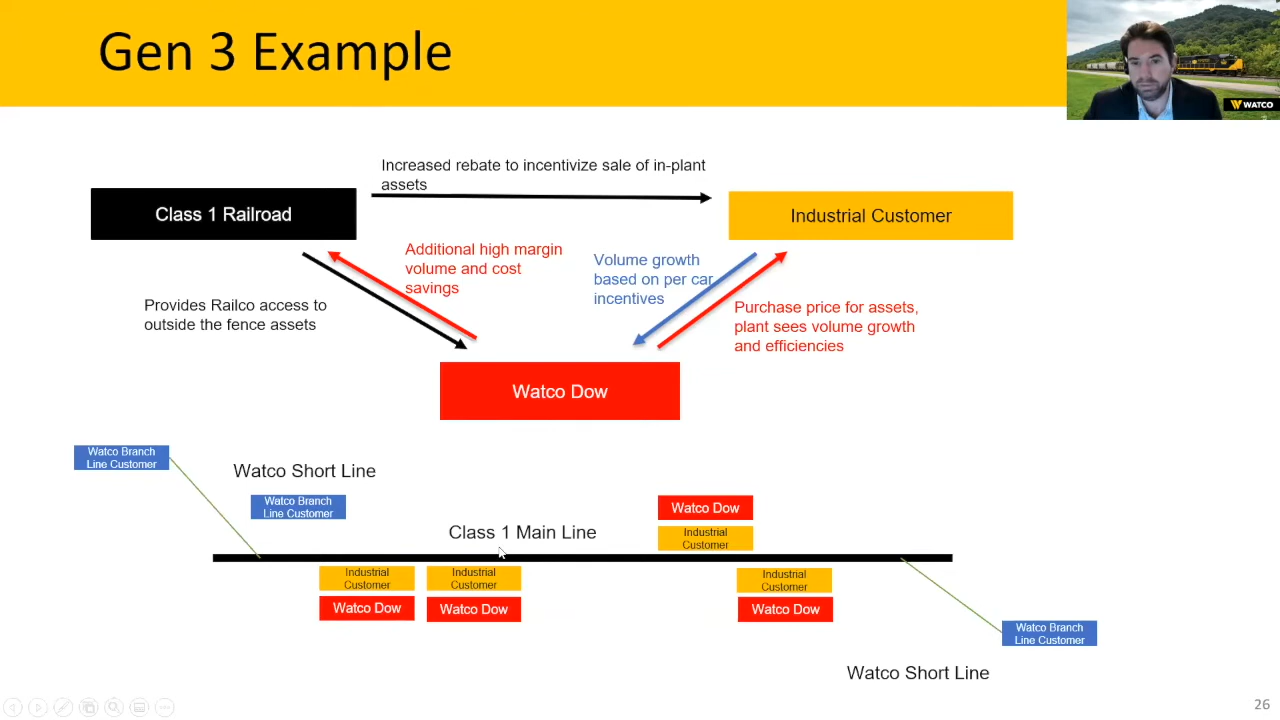 Gen 3 Example
WATCO
Increased rebate to incentivize sale of in-plant
assets
Class 1 Railroad
Industrial Customer
Additional high margin
volume and cost
savings
Volume growth
based on per car
incentives
Provides Railco access to
outside the fence assets
Purchase price for assets,
plant sees volume growth
and efficiencies
Watco Dow
Watco Branch
Line Customer
Watco Short Line
Watco Branch
Line Customer
Class 1 Main Line
Watco Dow
Industrial
Customer
Industrial
Customer
Watco Dow
Industrial
Customer
Watco Dow
Industrial
Customer
Watco Dow
Watco Branch
Line Customer
Watco Short Line
26